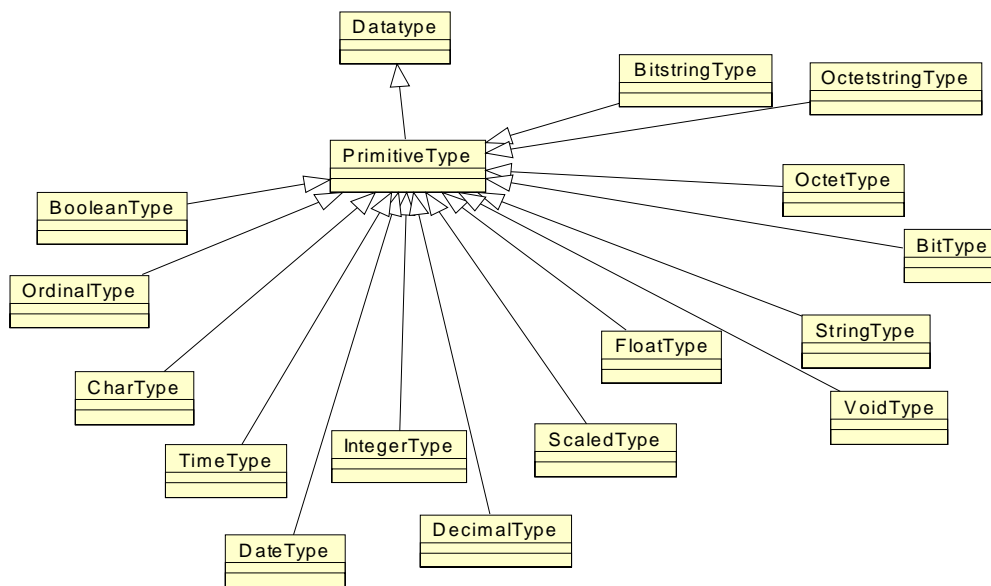 Datatype
BitstringType
OctetstringType
PrimitiveType
OctetType
BooleanType
BitType
OrdinalType
StringType
FloatType
CharType
VoidType
IntegerType
ScaledType
TimeType
DecimalType
DateType